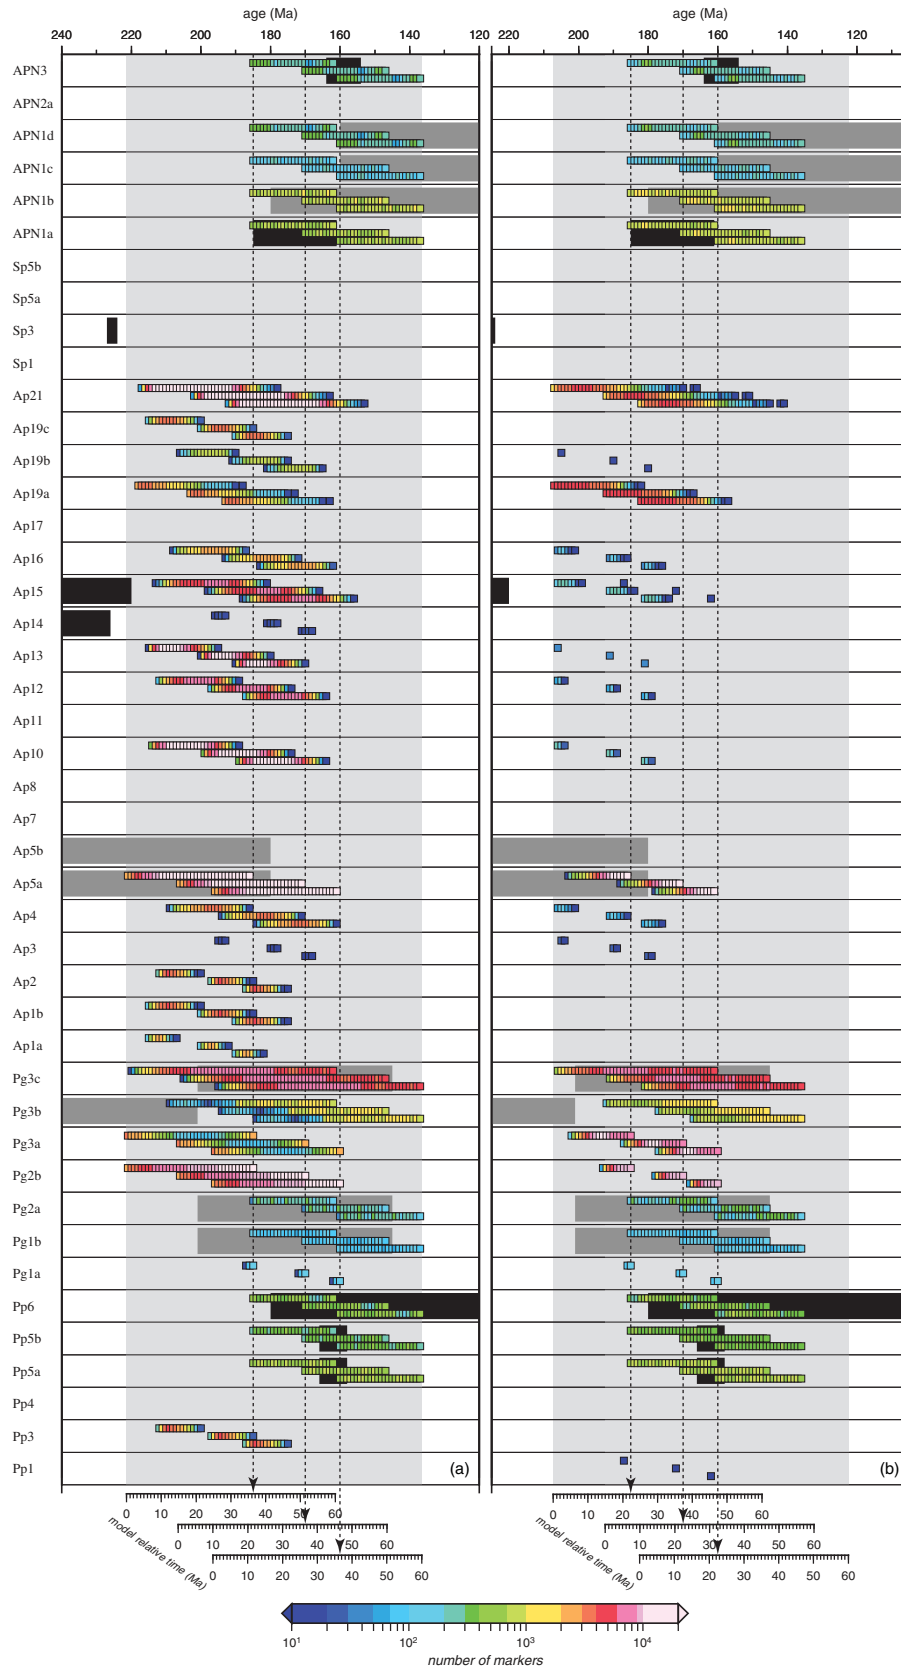 age (Ma) age (Ma)
240 220 200 180 160 140 120 220 200 180 160 140 120
APN3
APN2a
APN1d
APN1c
APN1b
APN1a
Sp5b
Sp5a
Sp3
Sp1
Ap21
Ap19c
Ap19b
Ap19a
Ap17
Ap16
Ap15
Ap14
Ap13
Ap12
Ap11
Ap10
Ap8
Ap7
Ap5b
Ap5a
Ap4
Ap3
Ap2
Ap1b
Ap1a
Pg3c
Pg3b
Pg3a
Pg2b
Pg2a
Pg1b
Pg1a
Pp6
Pp5b
Pp5a
Pp4
Pp3
Pp1 (a) (b)
0 10 20 30 40 50 60 0 10 20 30 40 50 60
0 10 20 30 40 50 60 0 10 20 30 40 50 60
0 10 20 30 40 50 60 0 10 20 30 40 50 60
model relative time (Ma) model relative time (Ma)
10¹ 10² 10³ 10⁴
number of markers